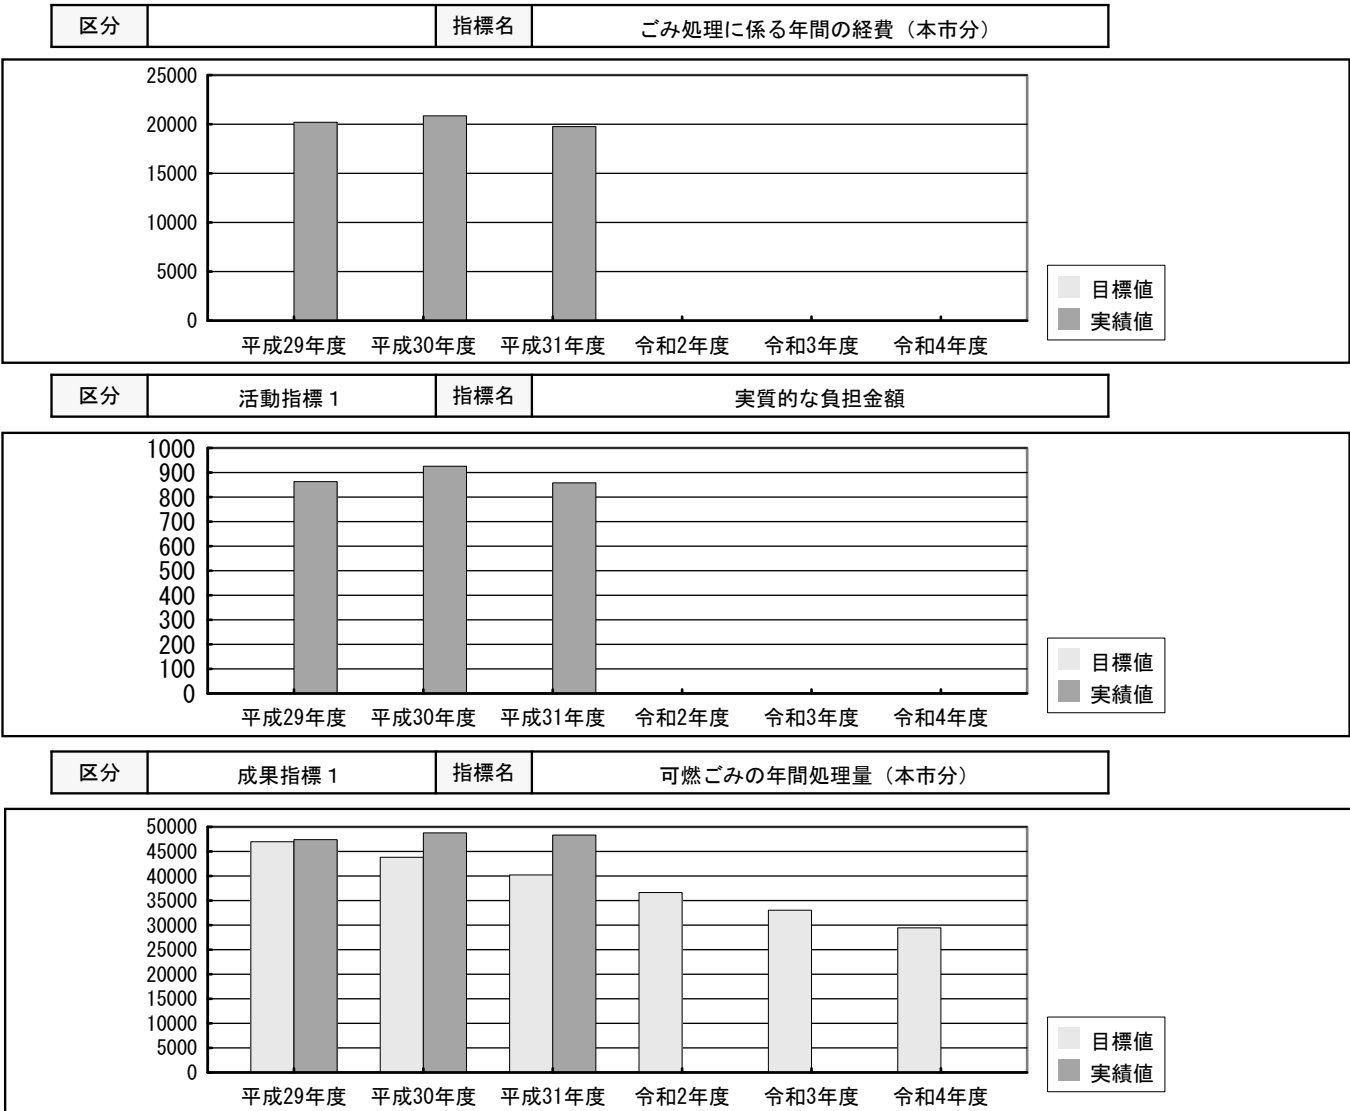 区分 指標名 ごみ処理に係る年間の経費（本市分）
25000
20000
15000
10000
5000
0
平成29年度 平成30年度 平成31年度 令和2年度 令和3年度 令和4年度
目標値
実績値
区分 活動指標１ 指標名 実質的な負担金額
1000
900
800
700
600
500
400
300
200
100
0
平成29年度 平成30年度 平成31年度 令和2年度 令和3年度 令和4年度
目標値
実績値
区分 成果指標１ 指標名 可燃ごみの年間処理量（本市分）
50000
45000
40000
35000
30000
25000
20000
15000
10000
5000
0
平成29年度 平成30年度 平成31年度 令和2年度 令和3年度 令和4年度
目標値
実績値